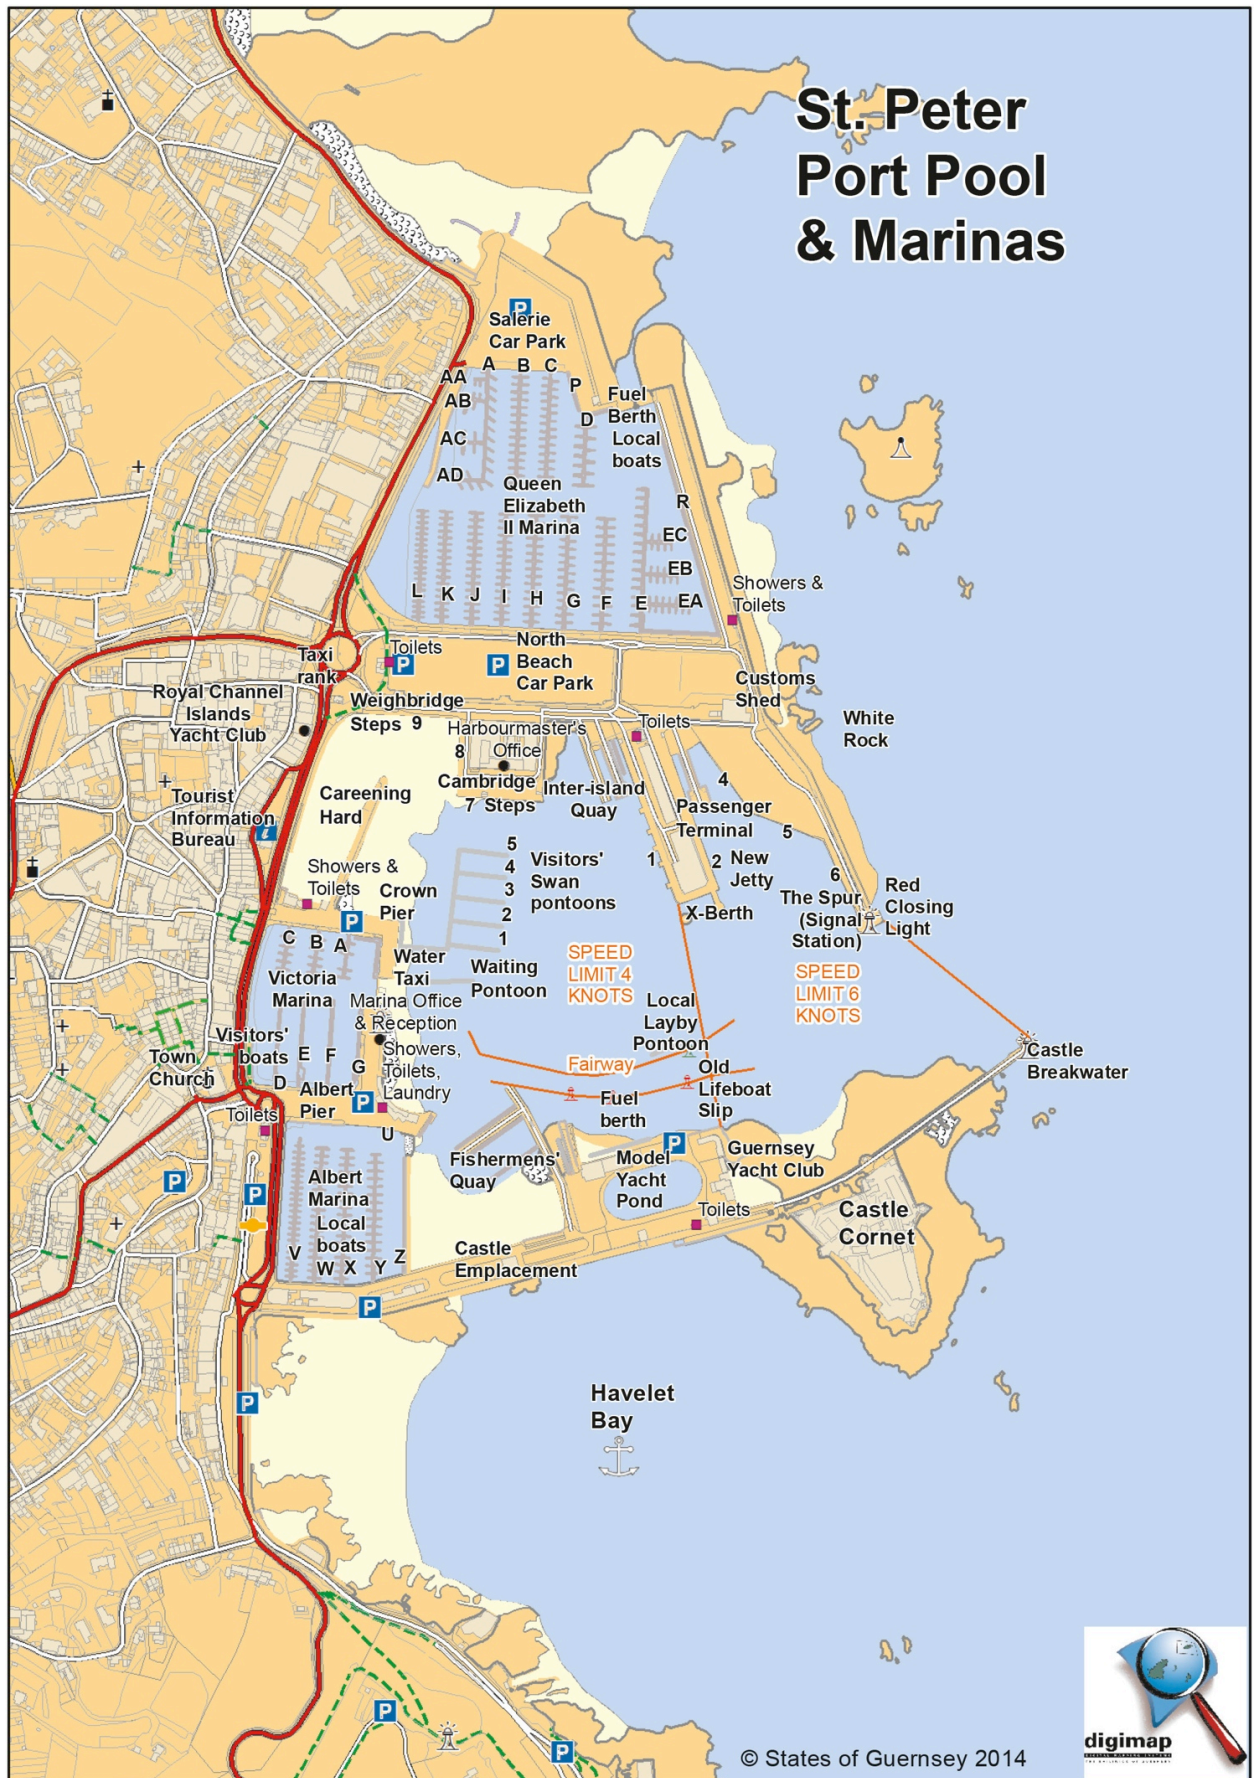 St. Peter
Port Pool
& Marinas
P
Salerie
Car Park
A B C
AA
P
AB
D
Fuel
Berth
Local
boats
AC
AD
Queen
Elizabeth
II Marina
R
EC
EB
EA
L K J I H G F E
Showers &
Toilets
Taxi
rank
Toilets
P
P
North
Beach
Car Park
Customs
Shed
Royal Channel
Islands
Yacht Club
Weighbridge
Steps 9
Harbourmaster's
Office
8
Toilets
White
Rock
Cambridge
7 Steps
Inter-island
Quay
4
Passenger
Terminal
5
Careening
Hard
Tourist
Information
Bureau
i
1
2 New
Jetty
6
The Spur
(Signal
Station)
Red
Closing
Light
X-Berth
5
4
3
2
1
Visitors'
Swan
pontoons
Showers &
Toilets
Crown
Pier
P
C B A
Water
Taxi
Waiting
Pontoon
SPEED
LIMIT 4
KNOTS
SPEED
LIMIT 6
KNOTS
Victoria
Marina
Marina Office
& Reception
Local
Layby
Pontoon
Visitors'
boats
E F
G
D
Showers,
Toilets,
Laundry
Fairway
Old
Lifeboat
Slip
Castle
Breakwater
Town
Church
Albert
Pier
P
Fuel
berth
Toilets
U
P
Guernsey
Yacht Club
Fishermens'
Quay
Model
Yacht
Pond
P
P
Albert
Marina
Local
boats
V
W X Y Z
Toilets
Castle
Cornet
Castle
Emplacement
P
P
Havelet
Bay
P
P
© States of Guernsey 2014
digimap